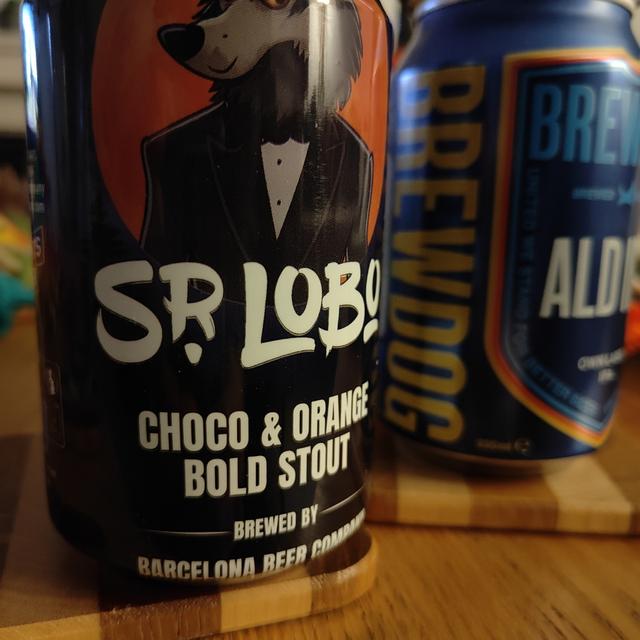 SR. LOBO
CHOCO & ORANGE
BOLD STOUT
BREWED BY
BARCELONA BEER COMPANY
BREWDOG
BREW
ALD